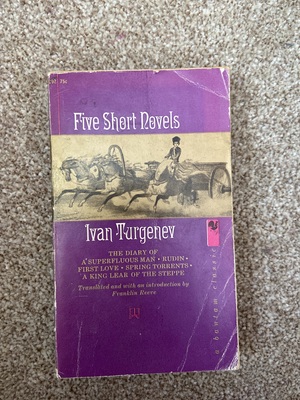 75¢
Five Short Novels
Ivan Turgenev
THE DIARY OF
A SUPERFLUOUS MAN • RUDIN •
FIRST LOVE • SPRING TORRENTS •
A KING LEAR OF THE STEPPE
Translated and with an introduction by
Franklin Reeve
a bantam classic